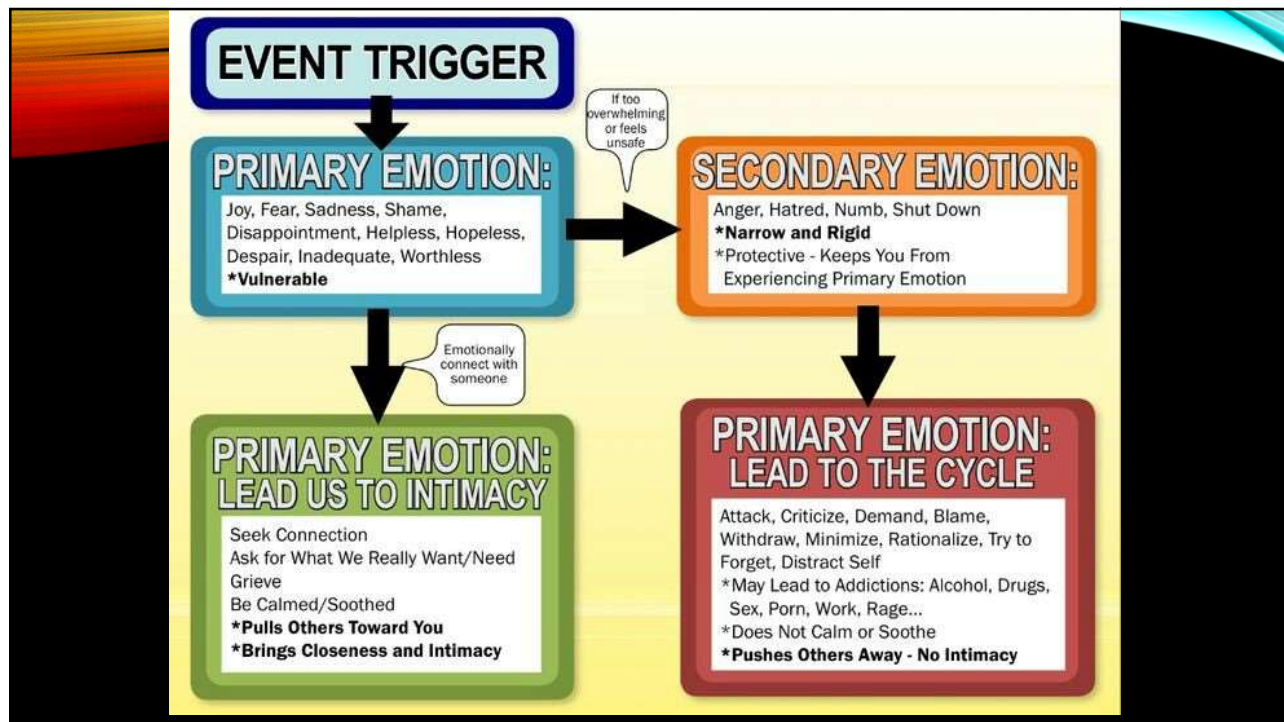 EVENT TRIGGER
If too
overwhelming
or feels
unsafe
PRIMARY EMOTION:
Joy, Fear, Sadness, Shame,
Disappointment, Helpless, Hopeless,
Despair, Inadequate, Worthless
*Vulnerable
SECONDARY EMOTION:
Anger, Hatred, Numb, Shut Down
*Narrow and Rigid
*Protective - Keeps You From
Experiencing Primary Emotion
Emotionally
connect with
someone
PRIMARY EMOTION:
LEAD US TO INTIMACY
Seek Connection
Ask for What We Really Want/Need
Grieve
Be Calmed/Soothed
*Pulls Others Toward You
*Brings Closeness and Intimacy
PRIMARY EMOTION:
LEAD TO THE CYCLE
Attack, Criticize, Demand, Blame,
Withdraw, Minimize, Rationalize, Try to
Forget, Distract Self
*May Lead to Addictions: Alcohol, Drugs,
Sex, Porn, Work, Rage...
*Does Not Calm or Soothe
*Pushes Others Away - No Intimacy